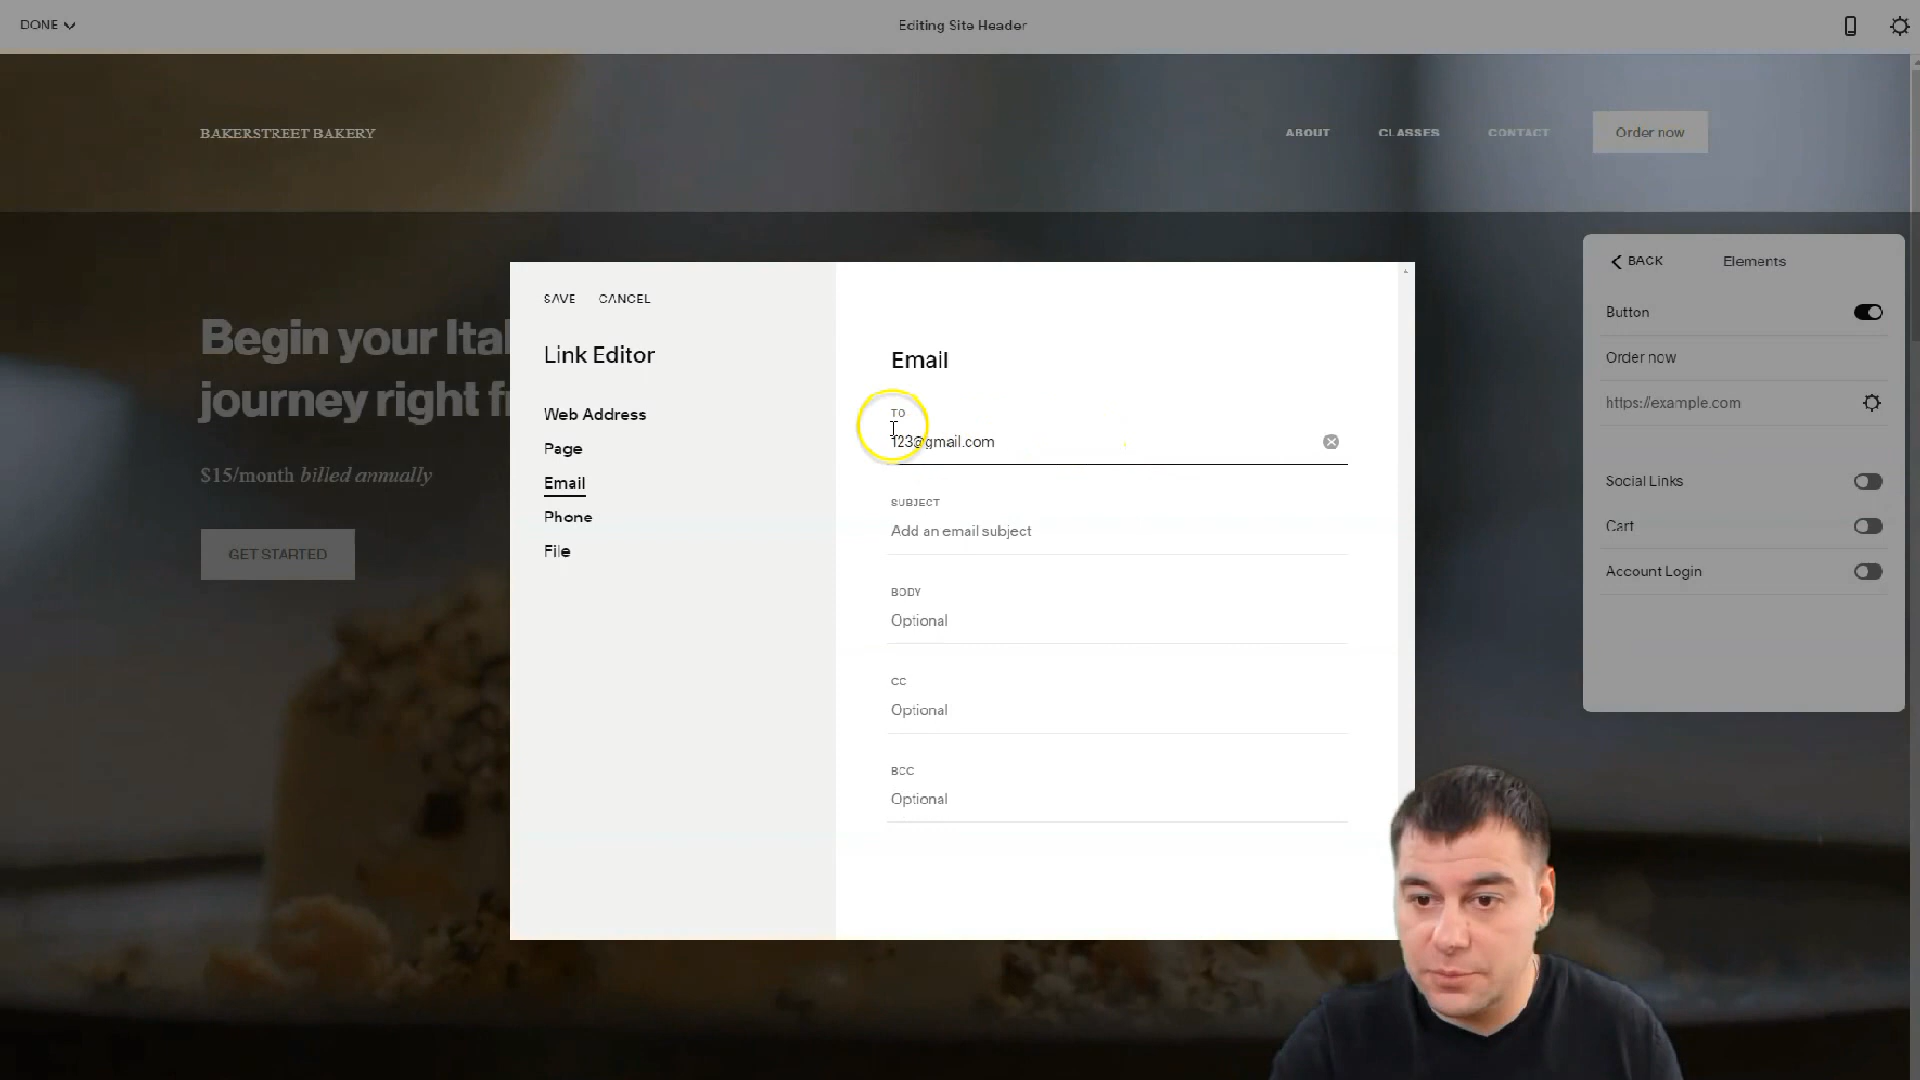 DONE
Editing Site Header
BAKERSTREET BAKERY
ABOUT
CLASSES
CONTACT
Order now
Begin your Ital
journey right fr
$15/month billed annually
GET STARTED
SAVE
CANCEL
Link Editor
Web Address
Page
Email
Phone
File
Email
TO
123@gmail.com
SUBJECT
Add an email subject
BODY
Optional
CC
Optional
BCC
Optional
BACK
Elements
Button
Order now
https://example.com
Social Links
Cart
Account Login